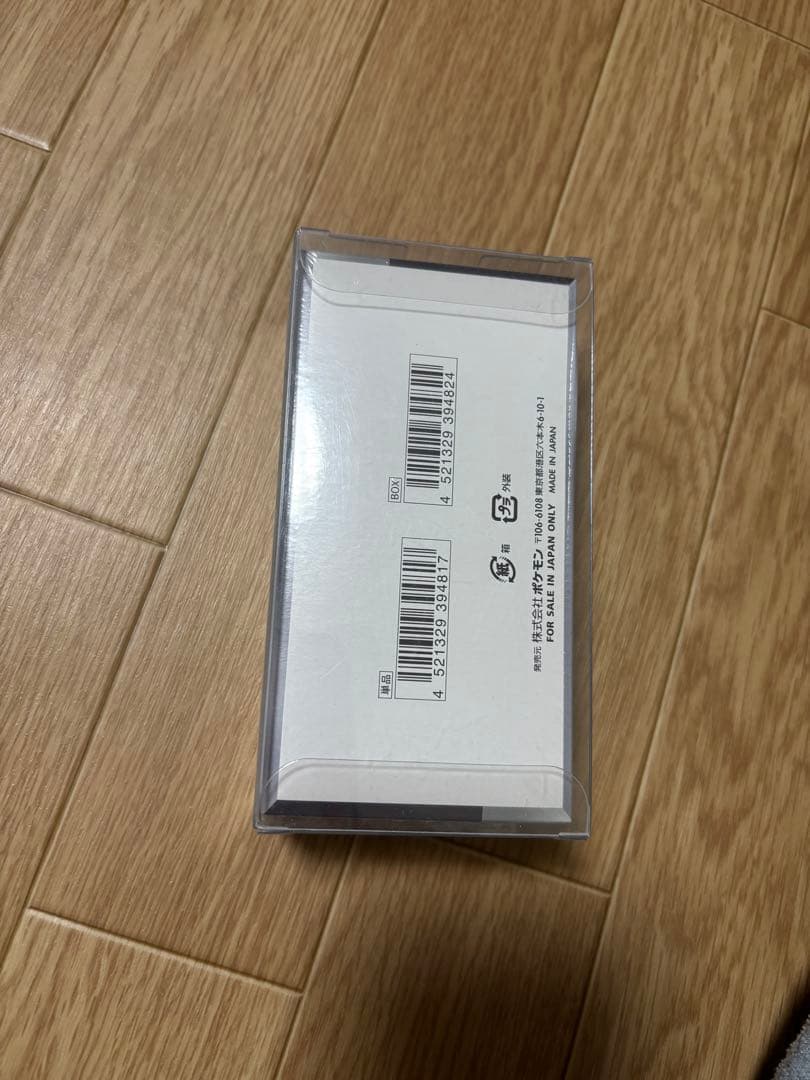 BOX
4 521329 394824
単品
4 521329 394817
紙 箱
プラ 外装
発売元 株式会社 ポケモン 〒106-6108 東京都港区六本木6-10-1
FOR SALE IN JAPAN ONLY MADE IN JAPAN